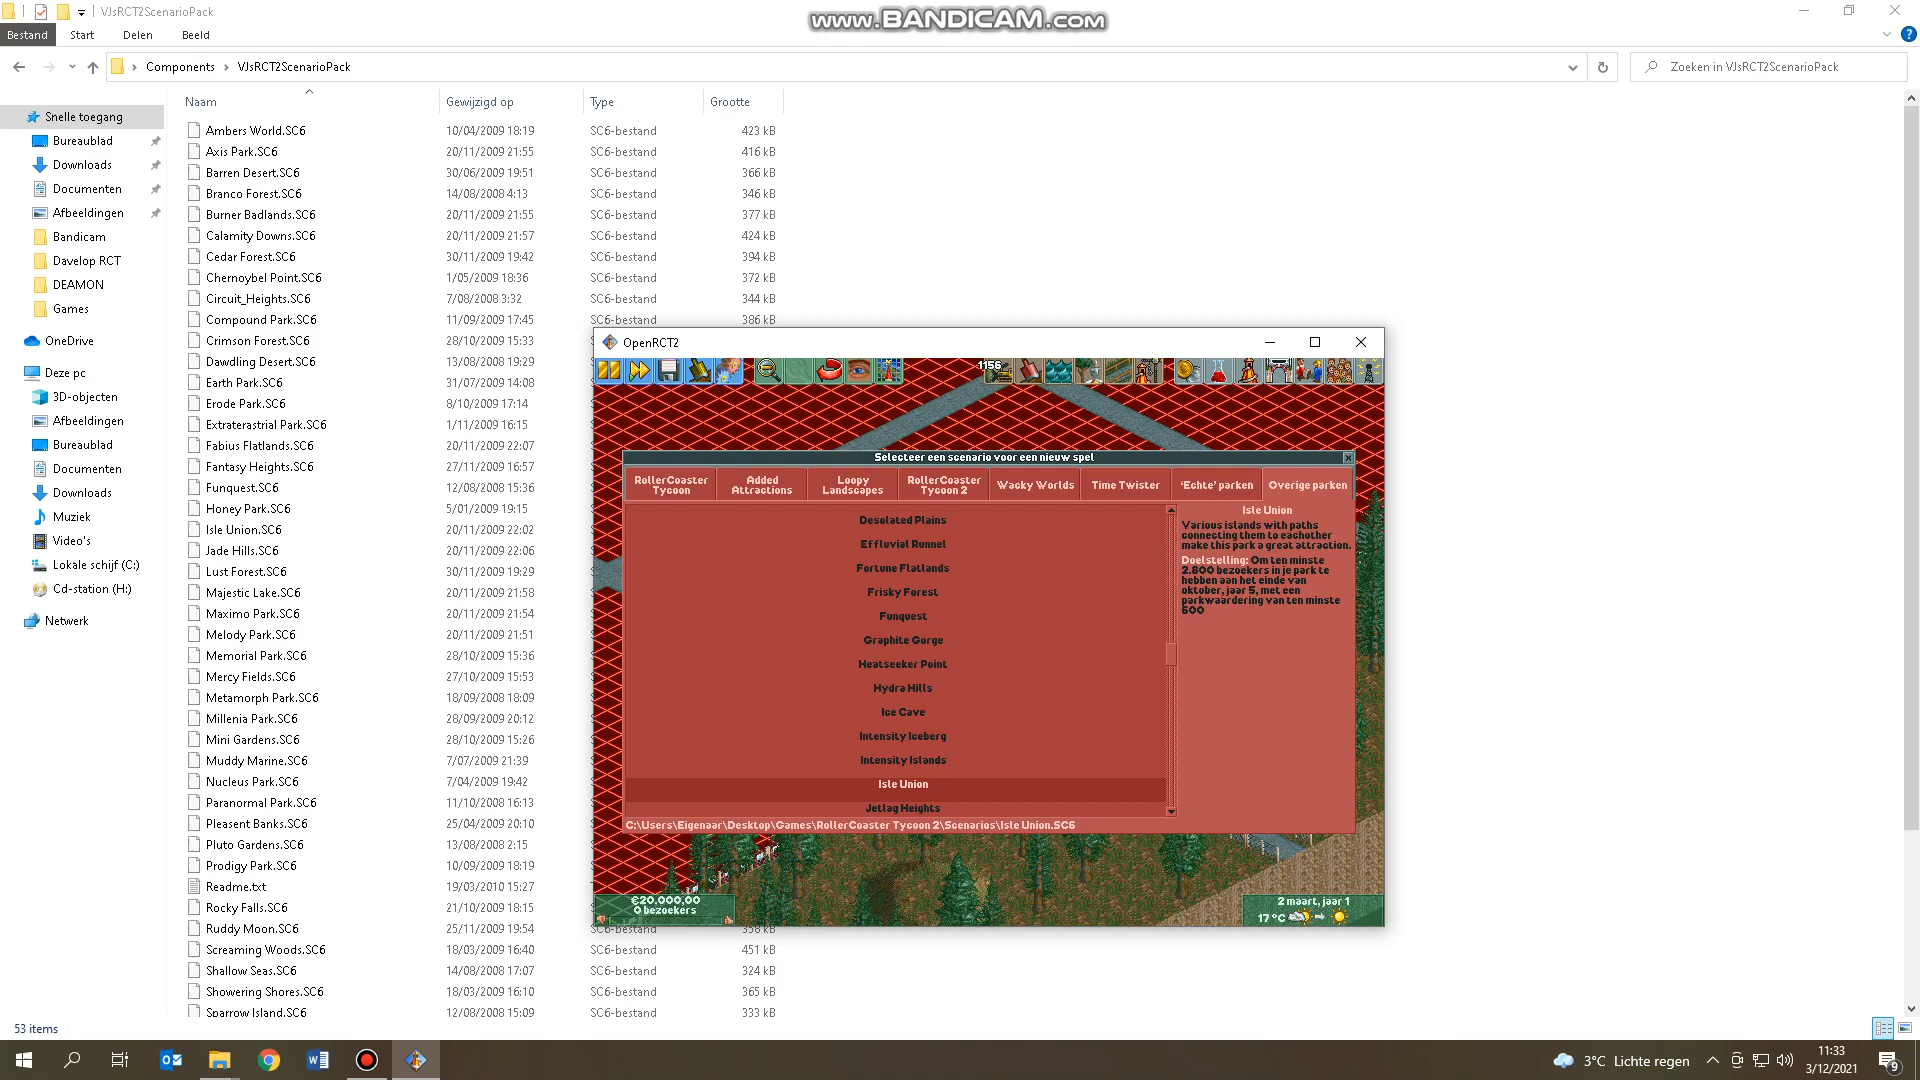 VJsRCT2ScenarioPack
www.BANDICAM.com
Bestand Start Delen Beeld
Components VJsRCT2ScenarioPack
Zoeken in VJsRCT2ScenarioPack
Naam Gewijzigd op Type Grootte
Snelle toegang
Bureaublad
Downloads
Documenten
Afbeeldingen
Bandicam
Davelop RCT
DEAMON
Games
OneDrive
Deze pc
3D-objecten
Afbeeldingen
Bureaublad
Documenten
Downloads
Muziek
Video's
Lokale schijf (C:)
Cd-station (H:)
Netwerk
Ambers World.SC6 10/04/2009 18:19 SC6-bestand 423 kB
Axis Park.SC6 20/11/2009 21:55 SC6-bestand 416 kB
Barren Desert.SC6 30/06/2009 19:51 SC6-bestand 366 kB
Branco Forest.SC6 14/08/2008 4:13 SC6-bestand 346 kB
Burner Badlands.SC6 20/11/2009 21:55 SC6-bestand 377 kB
Calamity Downs.SC6 20/11/2009 21:57 SC6-bestand 424 kB
Cedar Forest.SC6 30/11/2009 19:42 SC6-bestand 394 kB
Chernoybel Point.SC6 1/05/2009 18:36 SC6-bestand 372 kB
Circuit_Heights.SC6 7/08/2008 3:32 SC6-bestand 344 kB
Compound Park.SC6 11/09/2009 17:45 SC6-bestand 386 kB
Crimson Forest.SC6 28/10/2009 15:33
Dawdling Desert.SC6 13/08/2008 19:29
Earth Park.SC6 31/07/2009 14:08
Erode Park.SC6 8/10/2009 17:14
Extraterastrial Park.SC6 1/11/2009 16:15
Fabius Flatlands.SC6 20/11/2009 22:07
Fantasy Heights.SC6 27/11/2009 16:57
Funquest.SC6 12/08/2008 15:36
Honey Park.SC6 5/01/2009 19:15
Isle Union.SC6 20/11/2009 22:02
Jade Hills.SC6 20/11/2009 22:06
Lust Forest.SC6 30/11/2009 19:29
Majestic Lake.SC6 20/11/2009 21:58
Maximo Park.SC6 20/11/2009 21:54
Melody Park.SC6 20/11/2009 21:51
Memorial Park.SC6 28/10/2009 15:36
Mercy Fields.SC6 27/10/2009 15:53
Metamorph Park.SC6 18/09/2008 18:09
Millenia Park.SC6 28/09/2009 20:12
Mini Gardens.SC6 28/10/2009 15:26
Muddy Marine.SC6 7/07/2009 21:39
Nucleus Park.SC6 7/04/2009 19:42
Paranormal Park.SC6 11/10/2008 16:13
Pleasent Banks.SC6 25/04/2009 20:10
Pluto Gardens.SC6 13/08/2008 2:15
Prodigy Park.SC6 10/09/2009 18:19
Readme.txt 19/03/2010 15:27
Rocky Falls.SC6 21/10/2009 18:15
Ruddy Moon.SC6 25/11/2009 19:54 SC6-bestand 358 kB
Screaming Woods.SC6 18/03/2009 16:40 SC6-bestand 451 kB
Shallow Seas.SC6 14/08/2008 17:07 SC6-bestand 324 kB
Showering Shores.SC6 18/03/2009 16:10 SC6-bestand 365 kB
Sparrow Island.SC6 12/08/2008 15:09 SC6-bestand 333 kB
53 items
OpenRCT2
1156
Selecteer een scenario voor een nieuw spel
RollerCoaster Tycoon
Added Attractions
Loopy Landscapes
RollerCoaster Tycoon 2
Wacky Worlds
Time Twister
'Echte' parken
Overige parken
Desolated Plains
Effluvial Runnel
Fortune Flatlands
Frisky Forest
Funquest
Graphite Gorge
Heatseeker Point
Hydra Hills
Ice Cave
Intensity Iceberg
Intensity Islands
Isle Union
Jetlag Heights
Isle Union
Various islands with paths
connecting them to eachother
make this park a great attraction.
Doelstelling: Om ten minste
2.800 bezoekers in je park te
hebben aan het einde van
oktober, jaar 5, met een
parkwaardering van ten minste
600
C:\Users\Eigenaar\Desktop\Games\RollerCoaster Tycoon 2\Scenarios\Isle Union.SC6
€20.000,00
0 bezoekers
2 maart, jaar 1
17 °C
3°C Lichte regen
11:33
3/12/2021
9